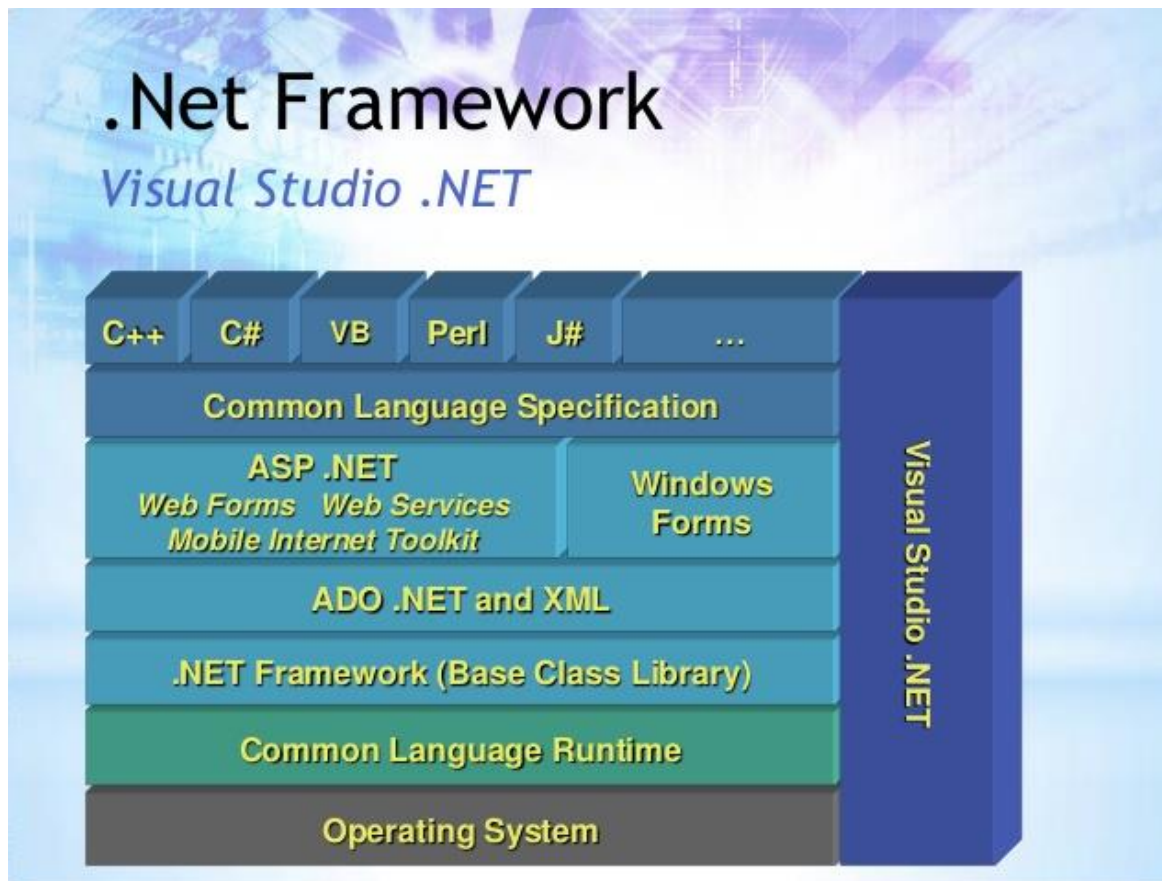 .Net Framework
Visual Studio .NET
C++ C# VB Perl J# ...
Common Language Specification
ASP .NET
Web Forms Web Services
Mobile Internet Toolkit
Windows
Forms
ADO .NET and XML
.NET Framework (Base Class Library)
Common Language Runtime
Operating System
Visual Studio .NET